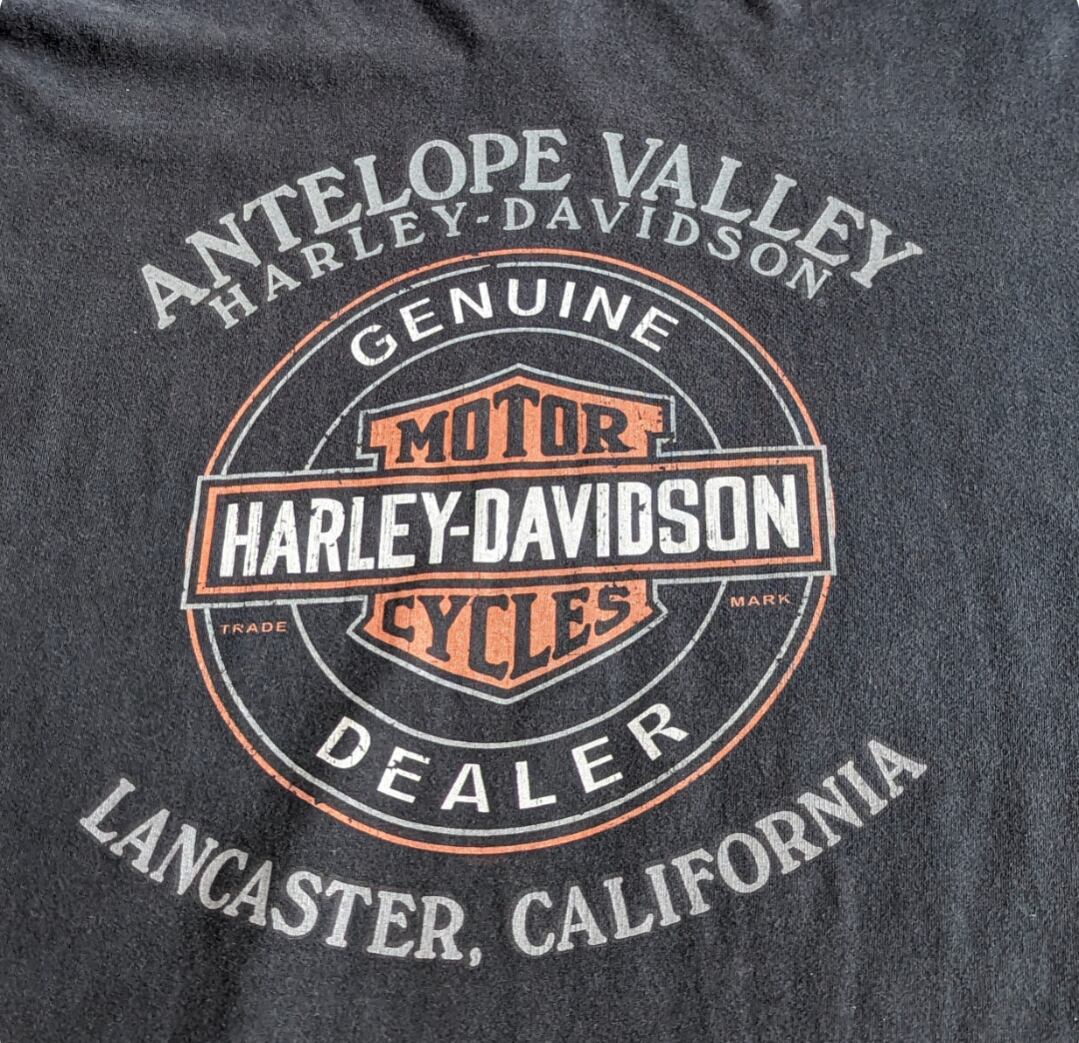 ANTELOPE VALLEY
HARLEY-DAVIDSON
GENUINE
MOTOR
HARLEY-DAVIDSON
CYCLES
TRADE MARK
DEALER
LANCASTER, CALIFORNIA